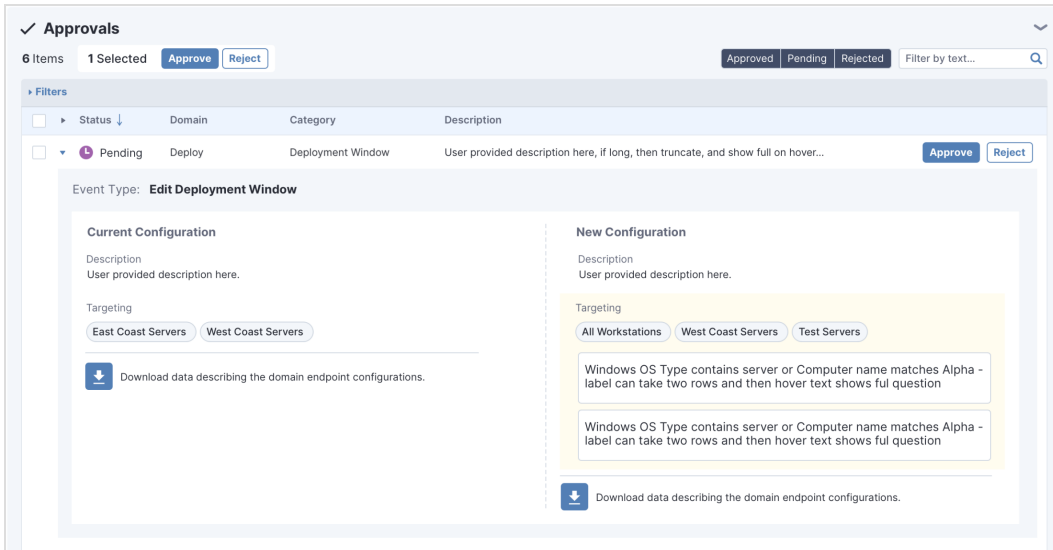 Approvals
6 Items 1 Selected Approve Reject Approved Pending Rejected Filter by text...
Filters
Status ↓ Domain Category Description
Pending Deploy Deployment Window User provided description here, if long, then truncate, and show full on hover... Approve Reject
Event Type: Edit Deployment Window
Current Configuration
Description
User provided description here.
Targeting
East Coast Servers West Coast Servers
Download data describing the domain endpoint configurations.
New Configuration
Description
User provided description here.
Targeting
All Workstations West Coast Servers Test Servers
Windows OS Type contains server or Computer name matches Alpha -
label can take two rows and then hover text shows ful question
Windows OS Type contains server or Computer name matches Alpha -
label can take two rows and then hover text shows ful question
Download data describing the domain endpoint configurations.